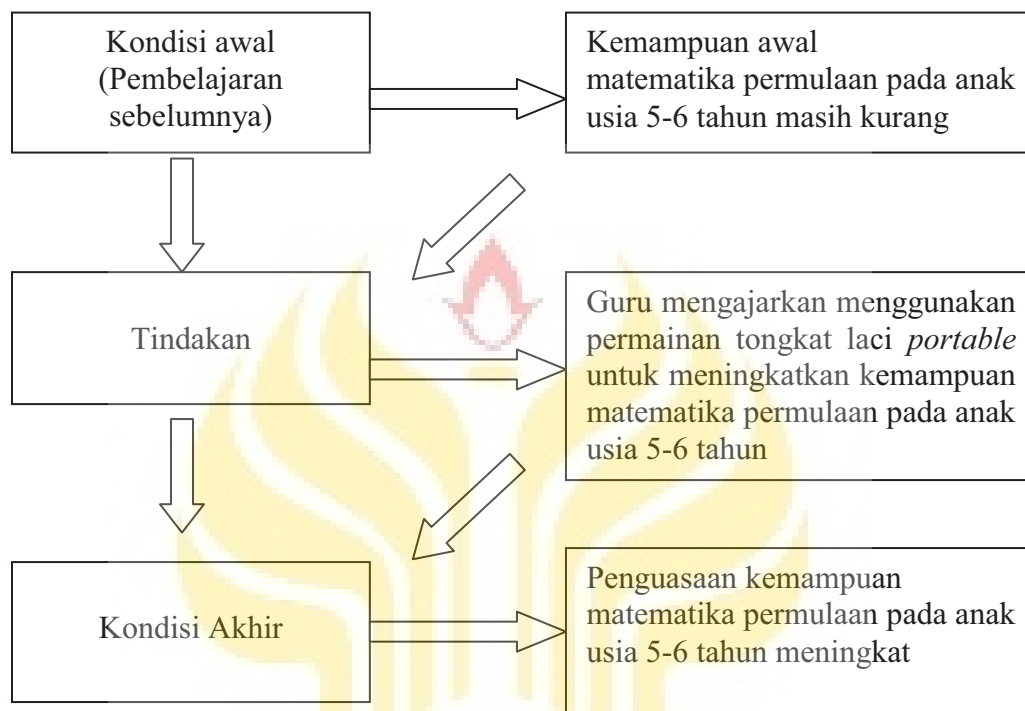 Kondisi awal
(Pembelajaran
sebelumnya)
Kemampuan awal
matematika permulaan pada anak
usia 5-6 tahun masih kurang
Tindakan
Guru mengajarkan menggunakan
permainan tongkat laci portable
untuk meningkatkan kemampuan
matematika permulaan pada anak
usia 5-6 tahun
Kondisi Akhir
Penguasaan kemampuan
matematika permulaan pada anak
usia 5-6 tahun meningkat